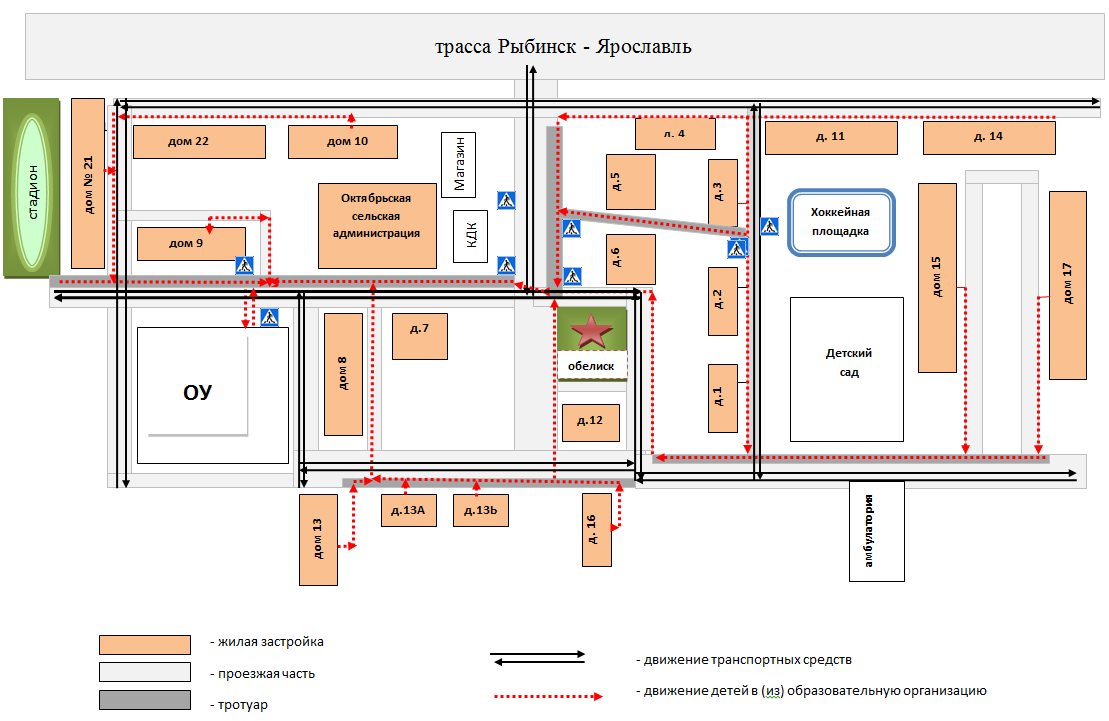 трасса Рыбинск - Ярославль
стадион
дом № 21
дом 22
дом 10
Магазин
КДК
Октябрьская
сельская
администрация
дом 9
л. 4
д.5
д.3
д.6
д.2
д.1
д. 11
д. 14
Хоккейная
площадка
дом 15
дом 17
Детский
сад
ОУ
дом 8
д.7
обелиск
д.12
дом 13
д.13А
д.13b
д. 16
амбулатория
- жилая застройка
- проезжая часть
- тротуар
- движение транспортных средств
- движение детей в (из) образовательную организацию